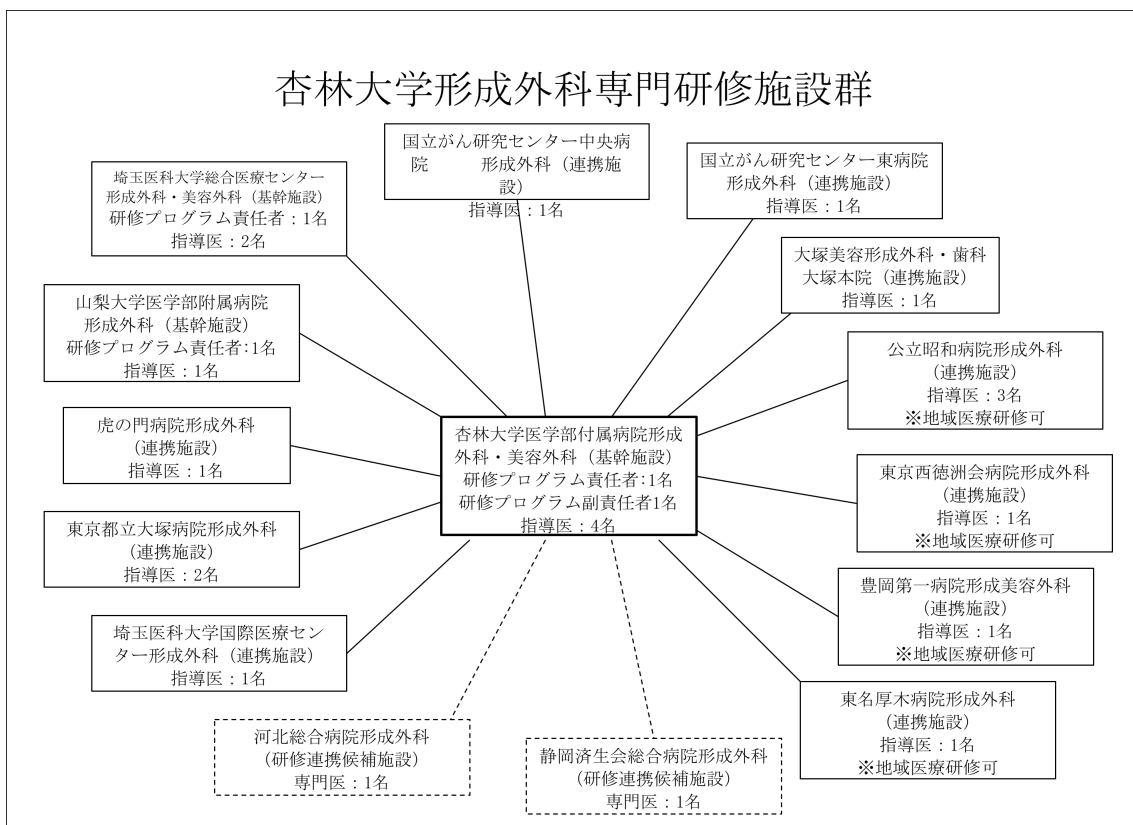 杏林大学形成外科専門研修施設群
国立がん研究センター中央病
院　　　形成外科（連携施
設）
指導医：1名
国立がん研究センター東病院
形成外科（連携施設）
指導医：1名
埼玉医科大学総合医療センター
形成外科・美容外科（基幹施設）
研修プログラム責任者：1名
指導医：2名
大塚美容形成外科・歯科
大塚本院（連携施設）
指導医：1名
山梨大学医学部附属病院
形成外科（基幹施設）
研修プログラム責任者:1名
指導医：1名
公立昭和病院形成外科
（連携施設）
指導医：3名
※地域医療研修可
虎の門病院形成外科
（連携施設）
指導医：1名
杏林大学医学部付属病院形成
外科・美容外科（基幹施設）
研修プログラム責任者:1名
研修プログラム副責任者1名
指導医：4名
東京西徳洲会病院形成外科
（連携施設）
指導医：1名
※地域医療研修可
東京都立大塚病院形成外科
（連携施設）
指導医：2名
豊岡第一病院形成美容外科
（連携施設）
指導医：1名
※地域医療研修可
埼玉医科大学国際医療セン
ター形成外科（連携施設）
指導医：1名
東名厚木病院形成外科
（連携施設）
指導医：1名
※地域医療研修可
河北総合病院形成外科
（研修連携候補施設）
専門医：1名
静岡済生会総合病院形成外科
（研修連携候補施設）
専門医：1名